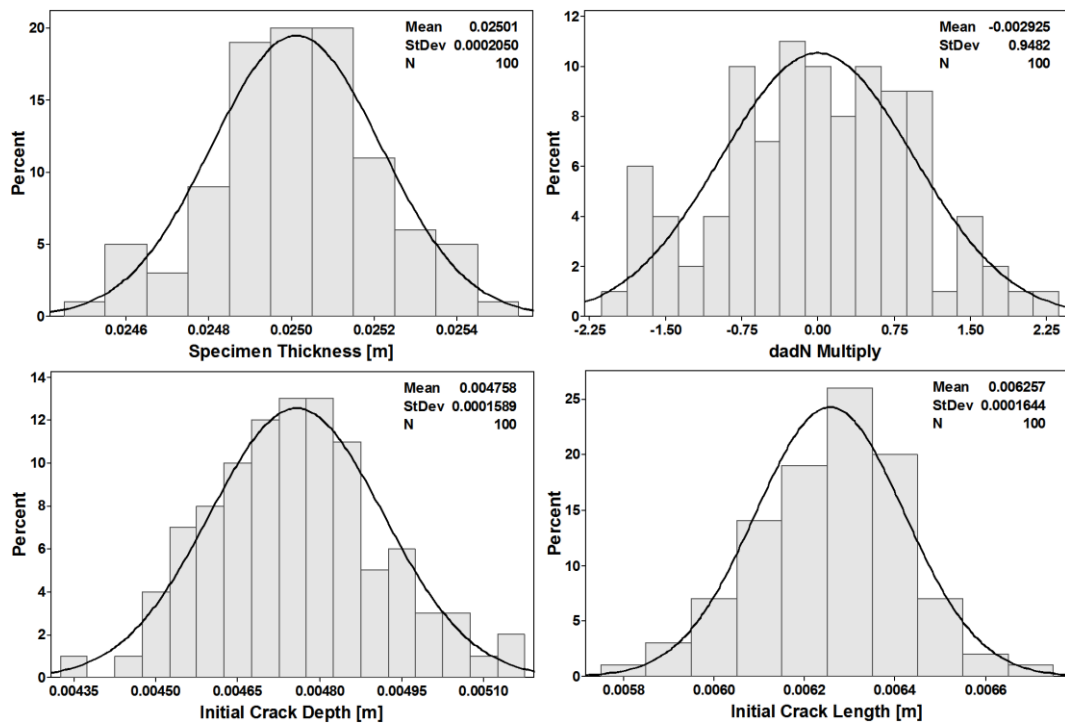 Mean 0.02501
StDev 0.0002050
N 100
20
15
10
5
0
Percent
0.0246 0.0248 0.0250 0.0252 0.0254
Specimen Thickness [m]
Mean -0.002925
StDev 0.9482
N 100
12
10
8
6
4
2
0
Percent
-2.25 -1.50 -0.75 0.00 0.75 1.50 2.25
dadN Multiply
Mean 0.004758
StDev 0.0001589
N 100
14
12
10
8
6
4
2
0
Percent
0.00435 0.00450 0.00465 0.00480 0.00495 0.00510
Initial Crack Depth [m]
Mean 0.006257
StDev 0.0001644
N 100
25
20
15
10
5
0
Percent
0.0058 0.0060 0.0062 0.0064 0.0066
Initial Crack Length [m]